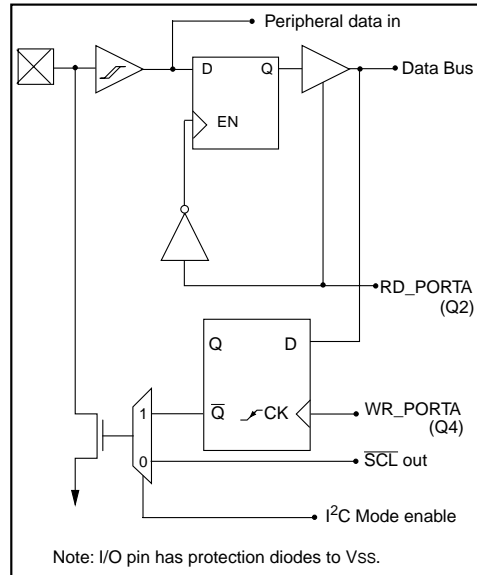 Peripheral data in
D Q
Data Bus
EN
RD_PORTA
(Q2)
Q D
1 Q̅ CK
WR_PORTA
(Q4)
0
S̅C̅L̅ out
I²C Mode enable
Note: I/O pin has protection diodes to VSS.